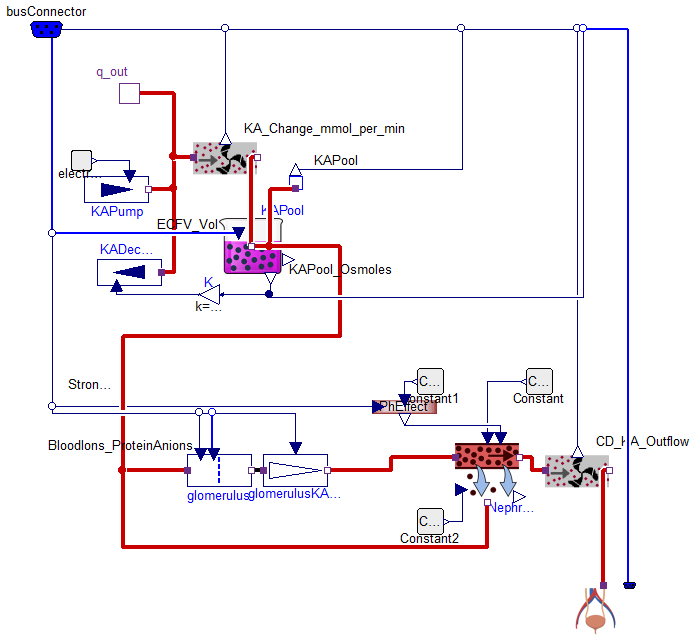 busConnector
q_out
KA_Change_mmol_per_min
KAPool
electr...
KAPump
KAPool
ECFV_Vol
KADec...
KAPool_Osmoles
K
k=...
Stron...
C...
C...
Constant1
Constant
PhEffect
CD_KA_Outflow
BloodIons_ProteinAnions
glomerulus
glomerulusKA...
Nephr...
C...
Constant2